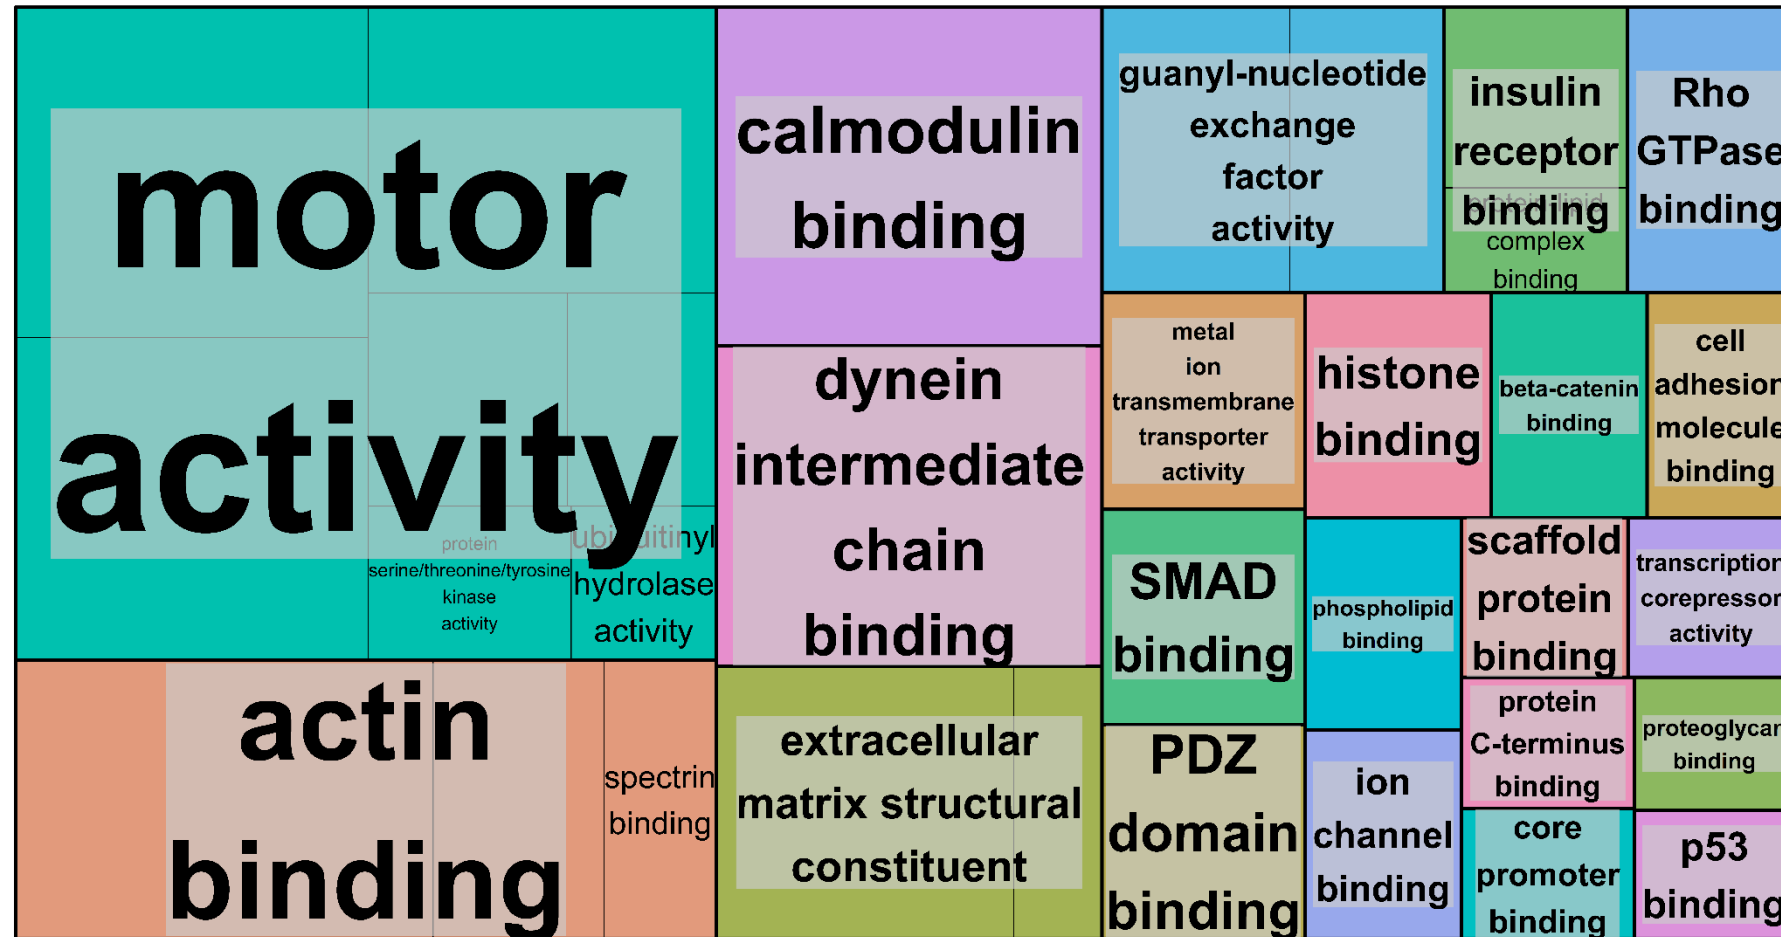 motor
activity
protein
serine/threonine/tyrosine
kinase
activity
ubiquitinyl
hydrolase
activity
actin
binding
spectrin
binding
calmodulin
binding
dynein
intermediate
chain
binding
extracellular
matrix structural
constituent
guanyl-nucleotide
exchange
factor
activity
insulin
receptor
binding
protein-lipid
complex
binding
Rho
GTPase
binding
metal
ion
transmembrane
transporter
activity
histone
binding
beta-catenin
binding
cell
adhesion
molecule
binding
SMAD
binding
phospholipid
binding
scaffold
protein
binding
transcription
corepressor
activity
PDZ
domain
binding
ion
channel
binding
protein
C-terminus
binding
proteoglycan
binding
core
promoter
binding
p53
binding